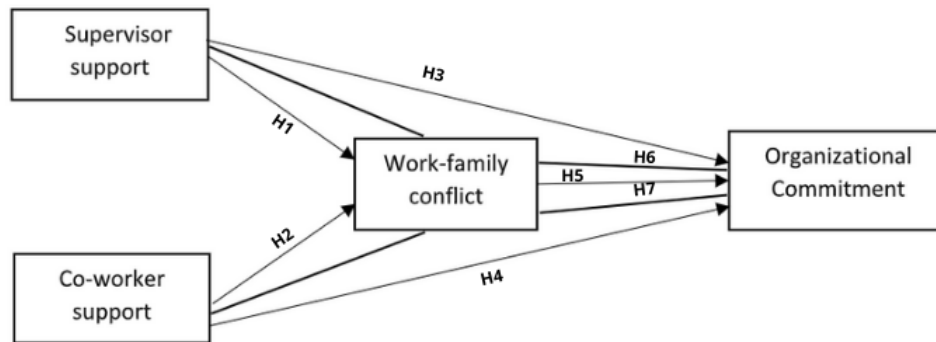 Supervisor
support
H3
H1
Work-family
conflict
H6
H5
H7
Organizational
Commitment
H2
Co-worker
support
H4